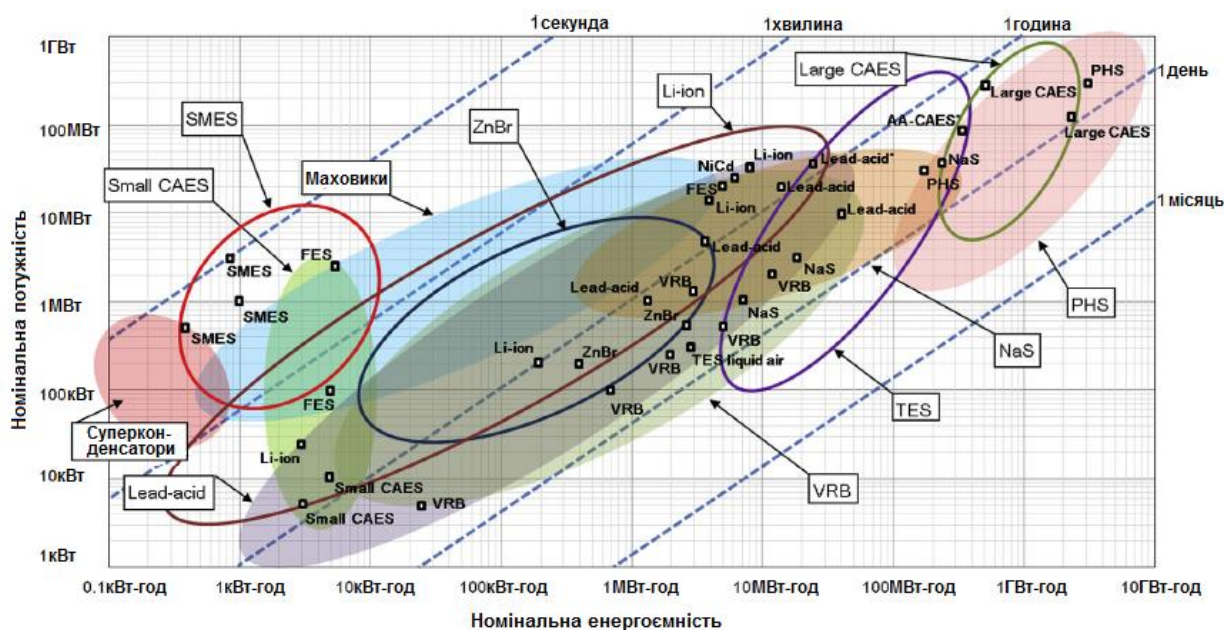 1секунда
1хвилина
1година
1ГВт
Large CAES
PHS
1день
Li-ion
Large CAES
SMES
ZnBr
100МВт
AA-CAES*
Large CAES
Small CAES
Маховики
NiCd
Li-ion
Lead-acid*
NaS
FES
Lead-acid
PHS
1місяць
10МВт
Li-ion
Lead-acid
FES
Lead-acid
SMES
VRB
NaS
Lead-acid
VRB
PHS
1МВт
SMES
ZnBr
NaS
SMES
VRB
NaS
Li-ion
ZnBr
TES liquid air
VRB
100кВт
FES
VRB
TES
Суперкон-
денсатори
Li-ion
10кВт
Lead-acid
Small CAES
VRB
VRB
Small CAES
1кВт
0.1кВт-год
1кВт-год
10кВт-год
100кВт-год
1МВт-год
10МВт-год
100МВт-год
1ГВт-год
10ГВт-год
Номінальна потужність
Номінальна енергоємність